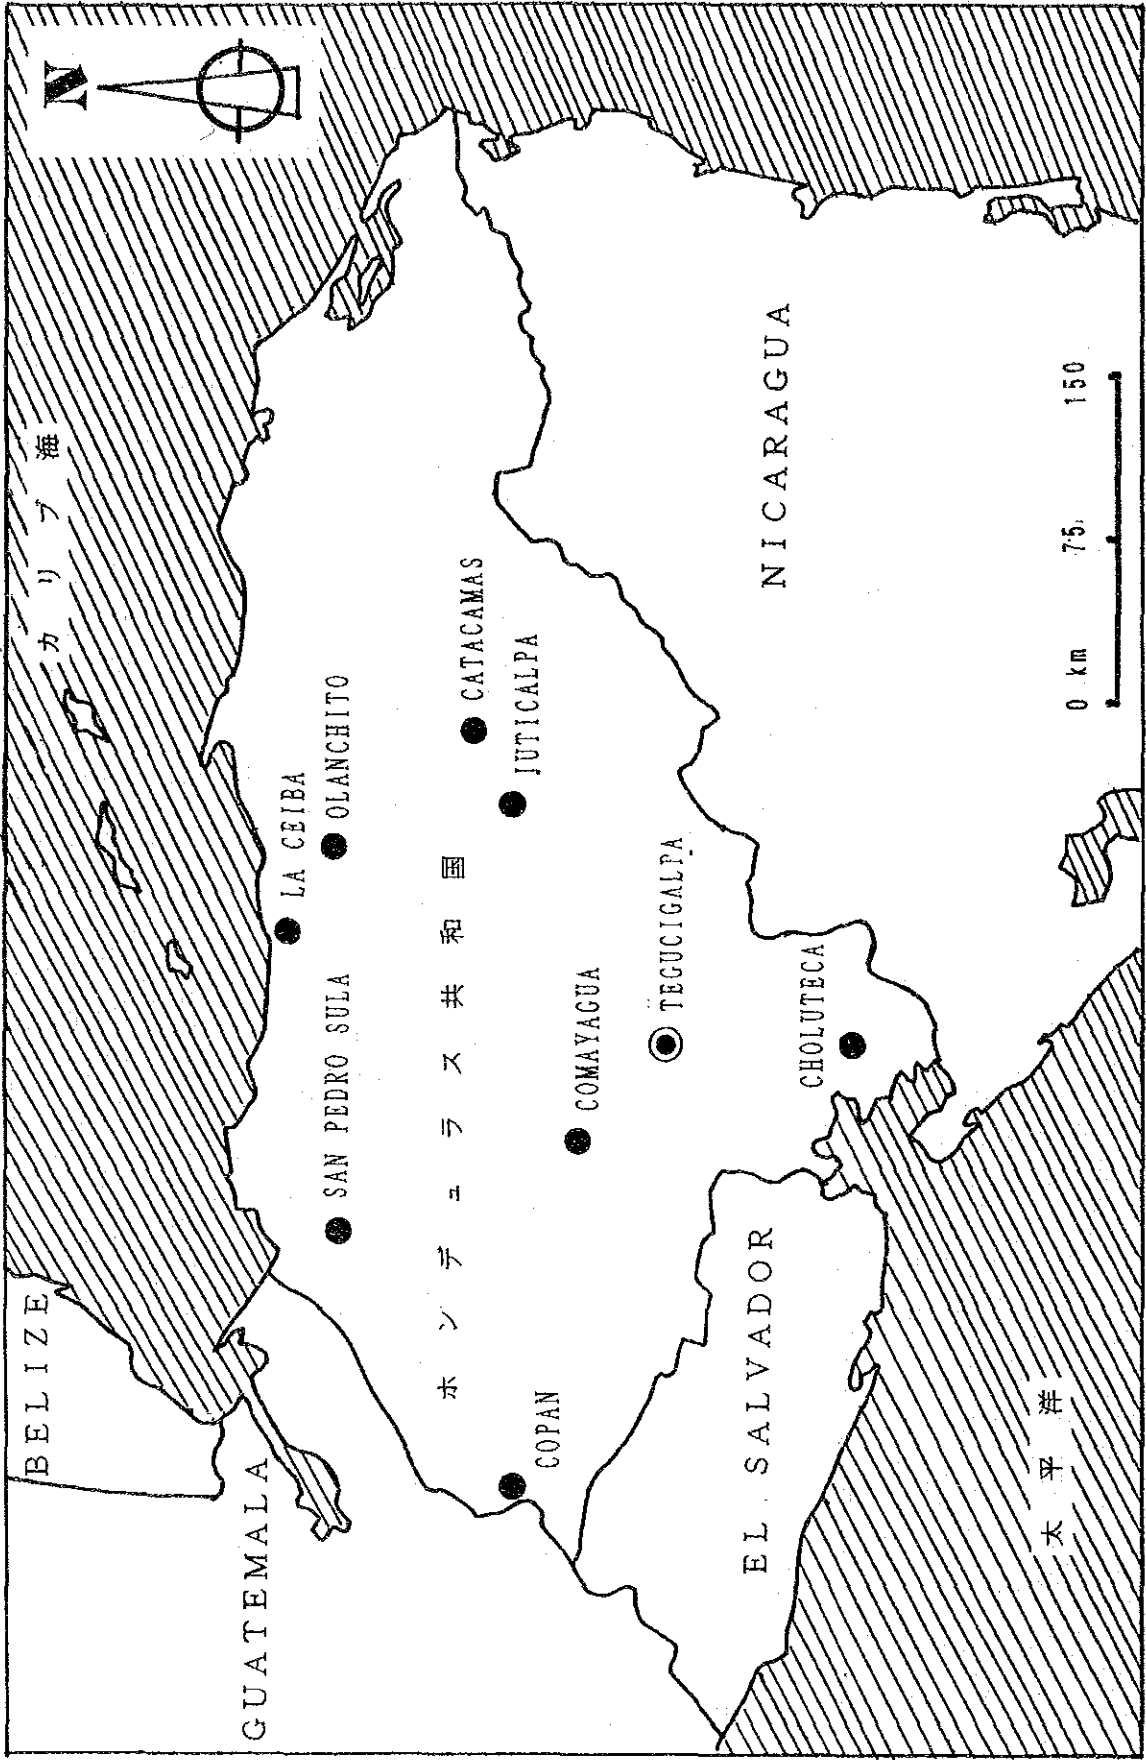 N
カリブ海
BELIZE
GUATEMALA
LA CEIBA
OLANCHITO
SAN PEDRO SULA
ホンデュラス共和国
CATACAMAS
JUTICALPA
COPAN
COMAYAGUA
TEGUCIGALPA
CHOLUTECA
EL SALVADOR
NICARAGUA
太平洋
0 km 75 150